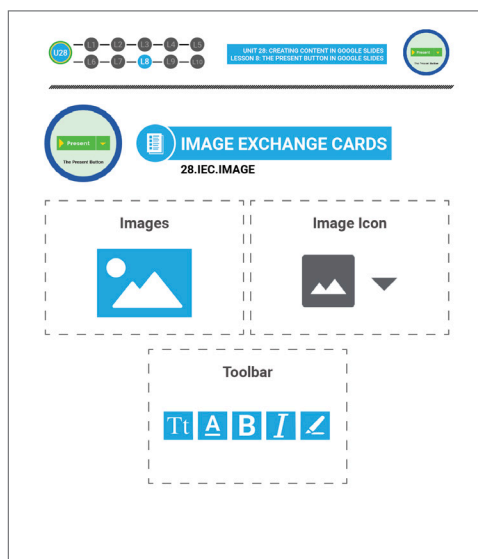 U28 L1 L2 L3 L4 L5
L6 L7 L8 L9 L10
UNIT 28: CREATING CONTENT IN GOOGLE SLIDES
LESSON 8: THE PRESENT BUTTON IN GOOGLE SLIDES
Present
The Present Button
Present
The Present Button
IMAGE EXCHANGE CARDS
28.IEC.IMAGE
Images
Image Icon
Toolbar
Tt A B I